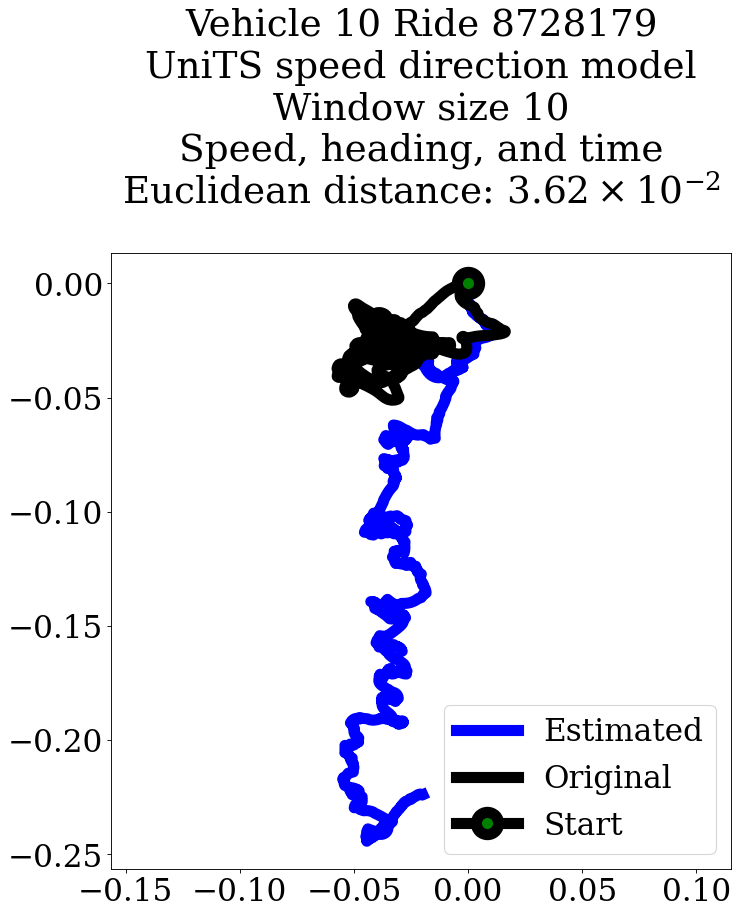 Vehicle 10 Ride 8728179
UniTS speed direction model
Window size 10
Speed, heading, and time
Euclidean distance: 3.62 × 10⁻²
0.00
−0.05
−0.10
−0.15
−0.20
−0.25
Estimated
Original
Start
−0.15 −0.10 −0.05 0.00 0.05 0.10